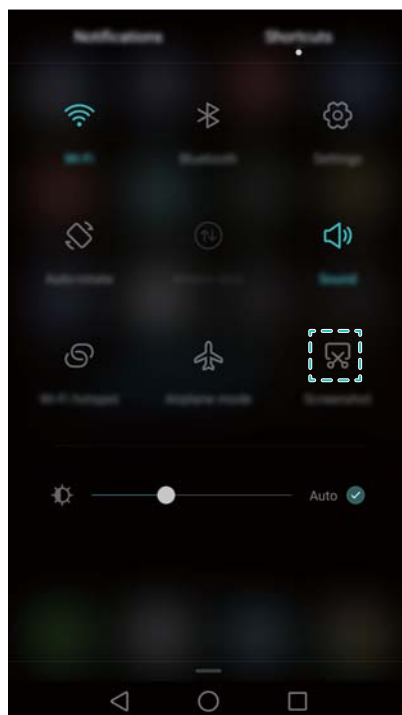 Notifications Shortcuts
Wi-Fi Bluetooth Settings
Auto-rotate Sound
Wi-Fi hotspot Airplane mode Screenshot
Auto